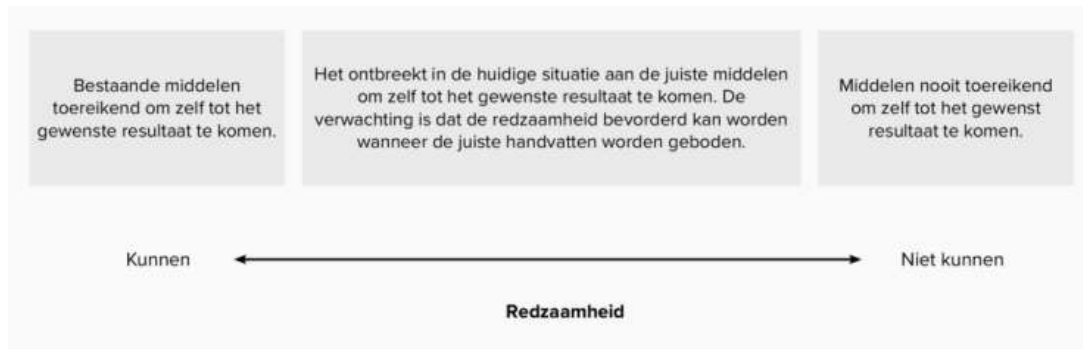 Bestaande middelen
toereikend om zelf tot het
gewenste resultaat te komen.
Het ontbreekt in de huidige situatie aan de juiste middelen
om zelf tot het gewenste resultaat te komen. De
verwachting is dat de redzaamheid bevorderd kan worden
wanneer de juiste handvatten worden geboden.
Middelen nooit toereikend
om zelf tot het gewenst
resultaat te komen.
Kunnen
Niet kunnen
Redzaamheid